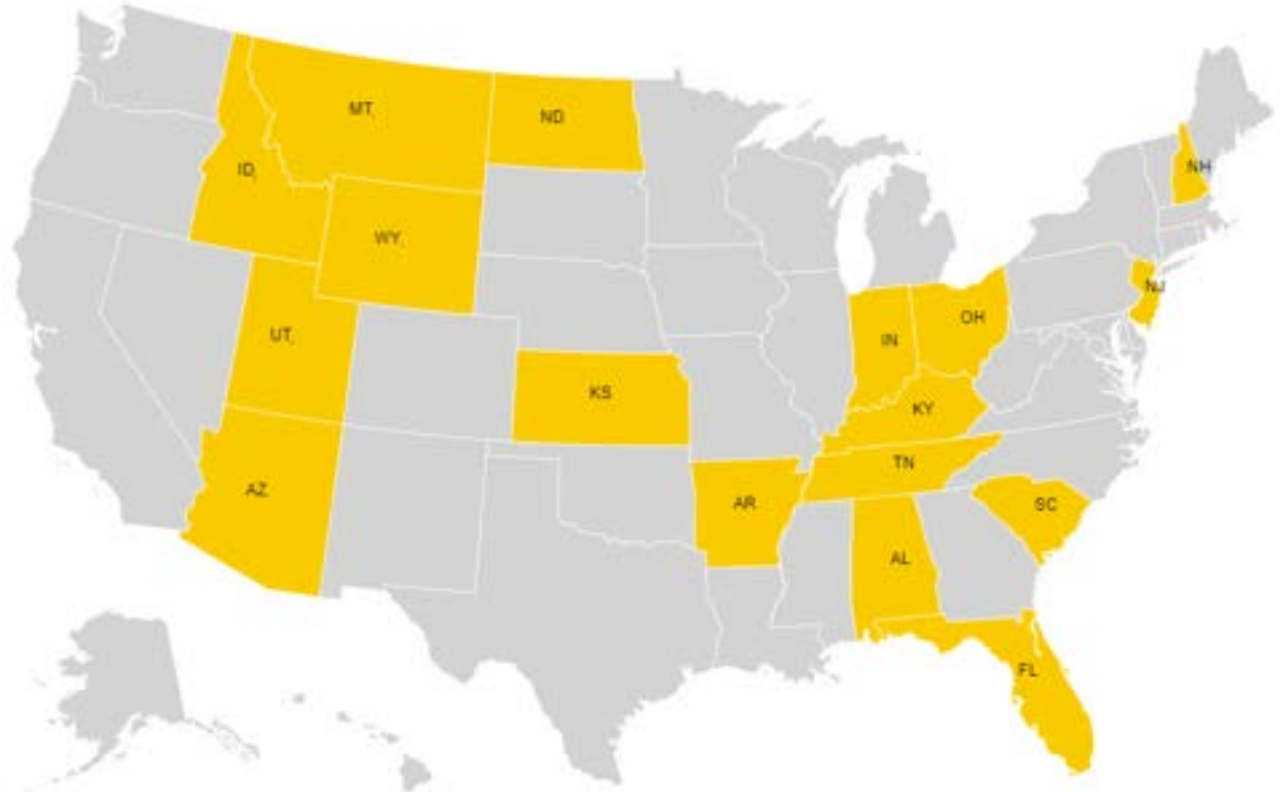 MT,
ND
ID,
NH
WY,
NJ
UT,
OH
IN
KS
KY
TN
AZ
AR
SC
AL
FL